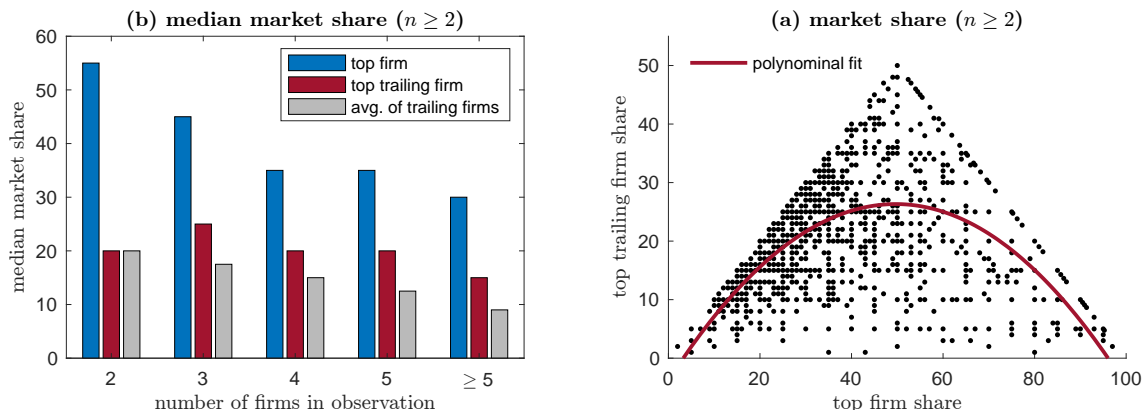 (b) median market share (n ≥ 2)
60
50
40
30
20
10
0
median market share
top firm
top trailing firm
avg. of trailing firms
2 3 4 5 ≥ 5
number of firms in observation
(a) market share (n ≥ 2)
50
40
30
20
10
0
top trailing firm share
polynominal fit
0 20 40 60 80 100
top firm share